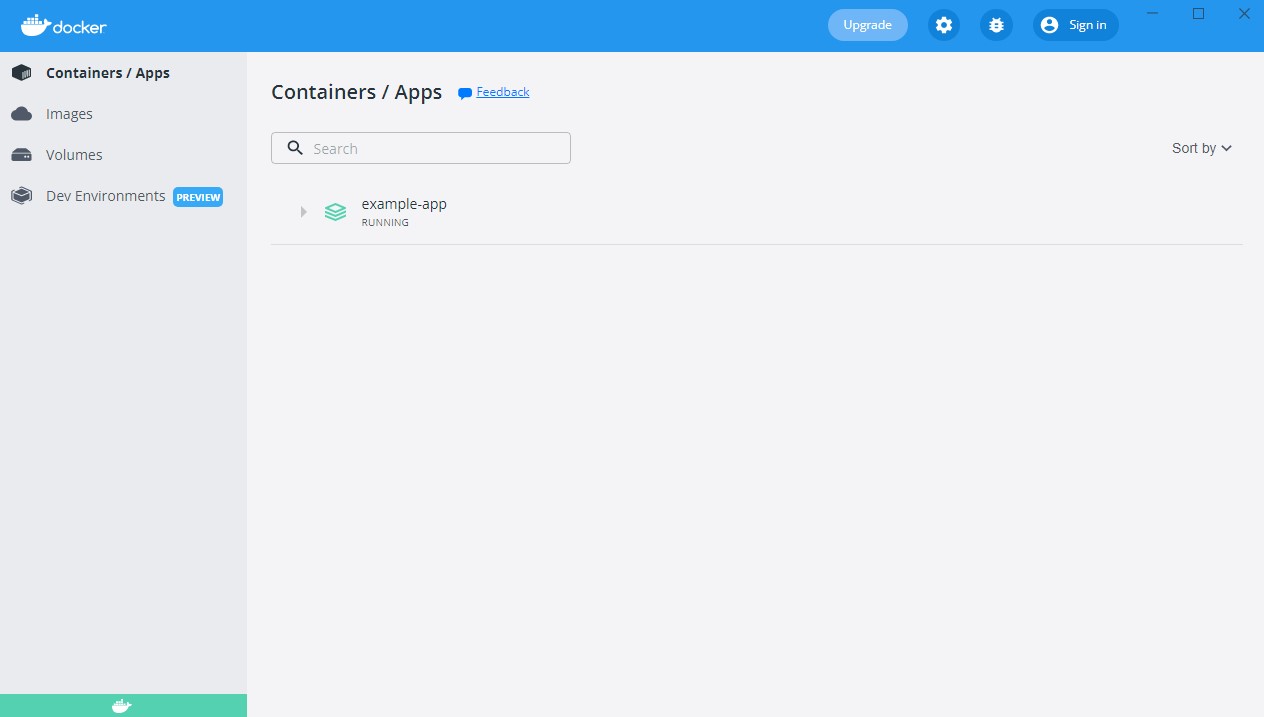 docker
Upgrade
Sign in
Containers / Apps
Images
Volumes
Dev Environments PREVIEW
Containers / Apps Feedback
Search
Sort by
example-app
RUNNING